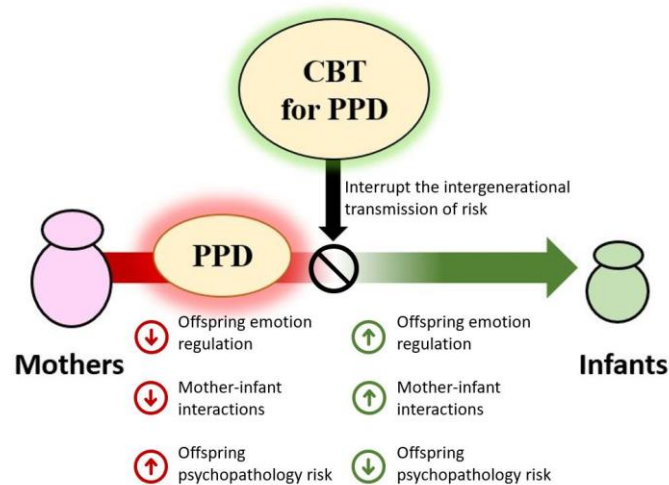 CBT
for PPD
Interrupt the intergenerational
transmission of risk
PPD
Mothers
Infants
Offspring emotion
regulation
Mother-infant
interactions
Offspring
psychopathology risk
Offspring emotion
regulation
Mother-infant
interactions
Offspring
psychopathology risk